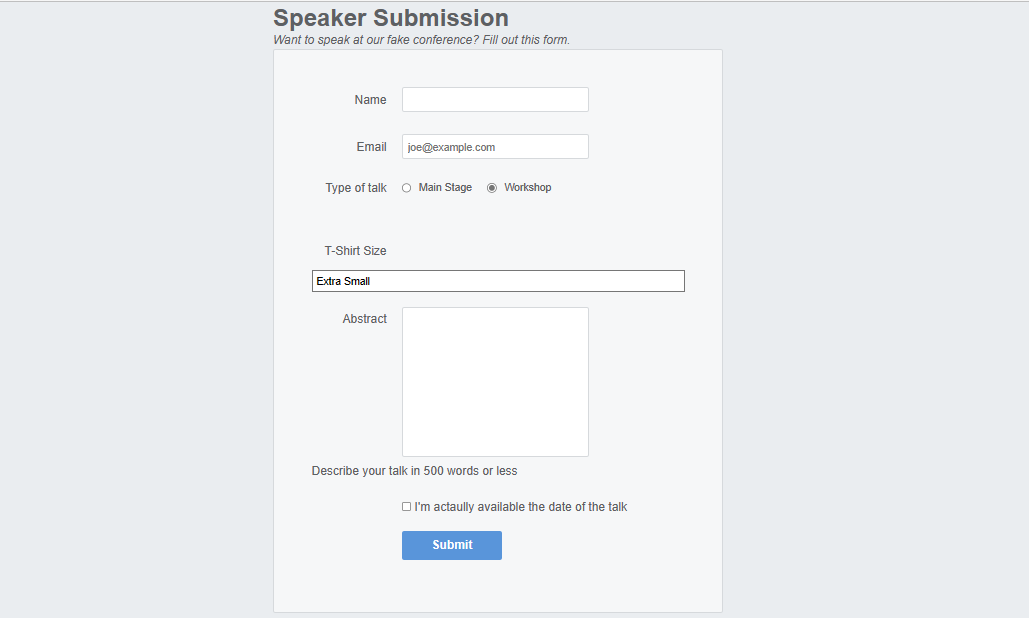 Speaker Submission
Want to speak at our fake conference? Fill out this form.
Name
Email joe@example.com
Type of talk Main Stage Workshop
T-Shirt Size
Extra Small
Abstract
Describe your talk in 500 words or less
I'm actaully available the date of the talk
Submit